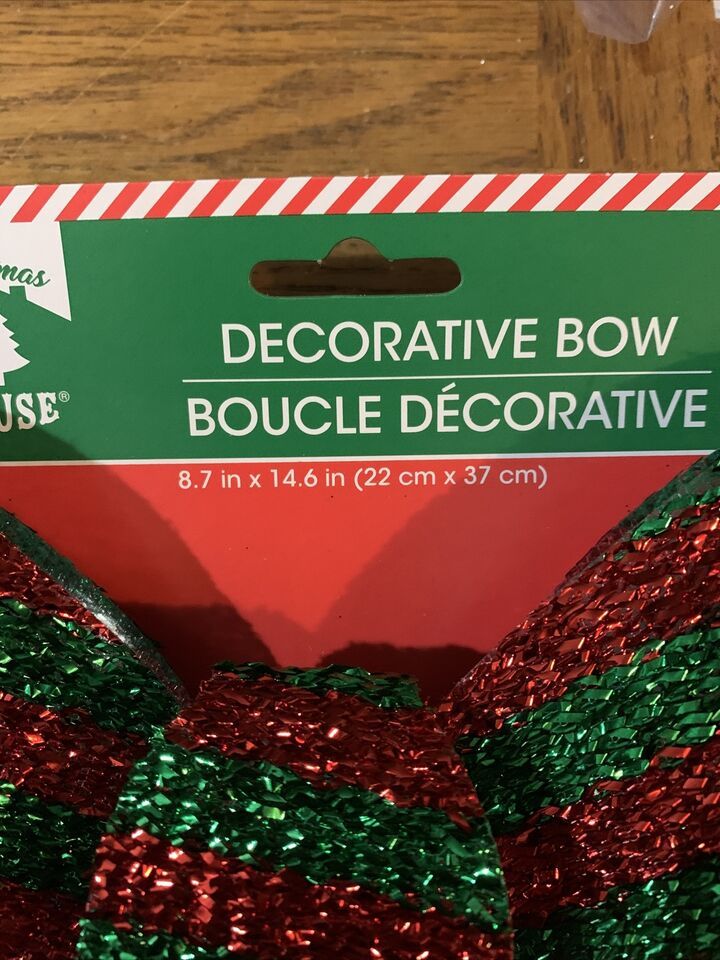 DECORATIVE BOW
BOUCLE DÉCORATIVE
8.7 in x 14.6 in (22 cm x 37 cm)